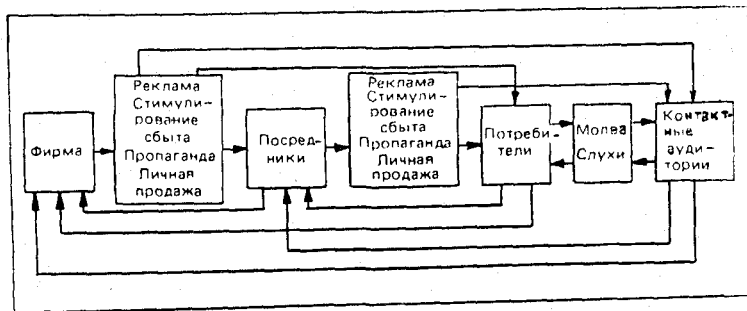 Фирма
Реклама
Стимули-
рование
сбыта
Пропаганда
Личная
продажа
Посред-
ники
Реклама
Стимули-
рование
сбыта
Пропаганда
Личная
продажа
Потреби-
тели
Молва
Слухи
Контакт-
ные
ауди-
тории